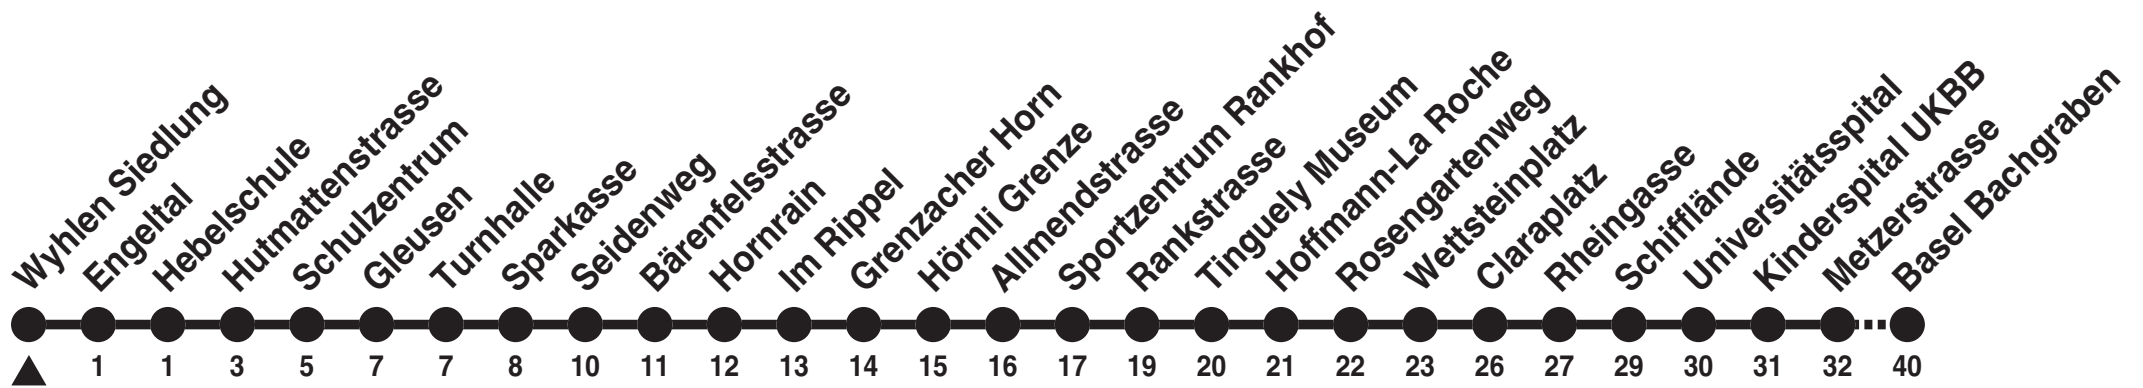 Wyhlen Siedlung
Engeltal
Hebelschule
Hutmattenstrasse
Schulzentrum
Gleusen
Turnhalle
Sparkasse
Seidenweg
Bärenfelsstrasse
Hornrain
Im Rippel
Grenzacher Horn
Hörnli Grenze
Allmendstrasse
Sportzentrum Rankhof
Rankstrasse
Tinguely Museum
Hoffmann-La Roche
Rosengartenweg
Wettsteinplatz
Claraplatz
Rheingasse
Schifflände
Universitätsspital
Kinderspital UKBB
Metzerstrasse
Basel Bachgraben
1 1 3 5 7 7 8 10 11 12 13 14 15 16 17 19 20 21 22 23 26 27 29 30 31 32 40